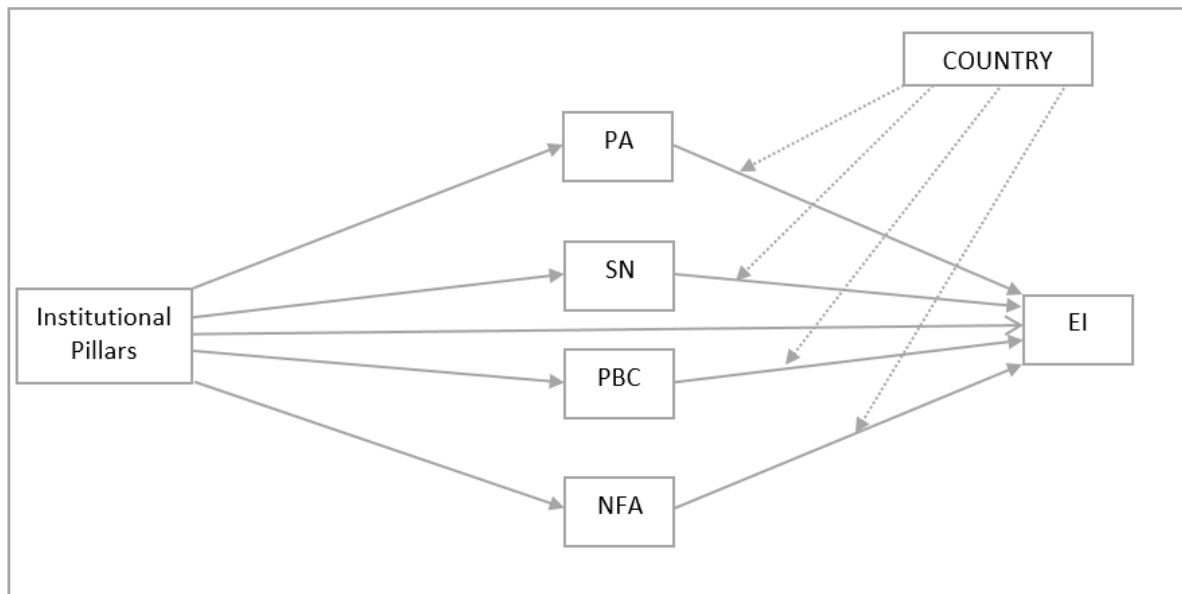 COUNTRY
PA
SN
Institutional
Pillars
EI
PBC
NFA